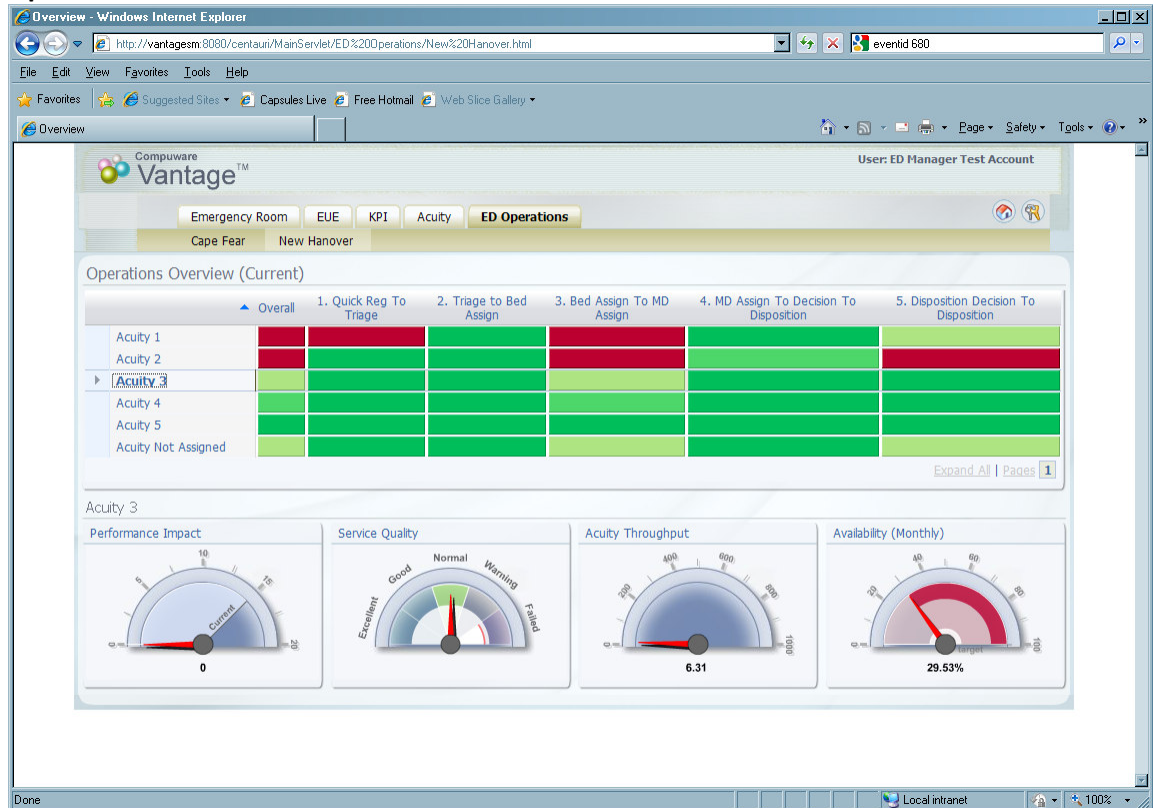 Overview - Windows Internet Explorer
http://vantagesm:8080/centauri/MainServlet/ED%20Operations/New%20Hanover.html
eventid 680
File Edit View Favorites Tools Help
Favorites Suggested Sites Capsules Live Free Hotmail Web Slice Gallery
Overview
Page Safety Tools
Compuware
Vantage™
User: ED Manager Test Account
Emergency Room EUE KPI Acuity ED Operations
Cape Fear New Hanover
Operations Overview (Current)
Overall
1. Quick Reg To Triage
2. Triage to Bed Assign
3. Bed Assign To MD Assign
4. MD Assign To Decision To Disposition
5. Disposition Decision To Disposition
Acuity 1
Acuity 2
Acuity 3
Acuity 4
Acuity 5
Acuity Not Assigned
Expand All | Pages 1
Acuity 3
Performance Impact
0 5 10 15 20
Current
0
Service Quality
Excellent Good Normal Warning Failed
Acuity Throughput
0 200 400 600 800 1000
6.31
Availability (Monthly)
0 20 40 60 80 100
target
29.53%
Done
Local intranet
100%